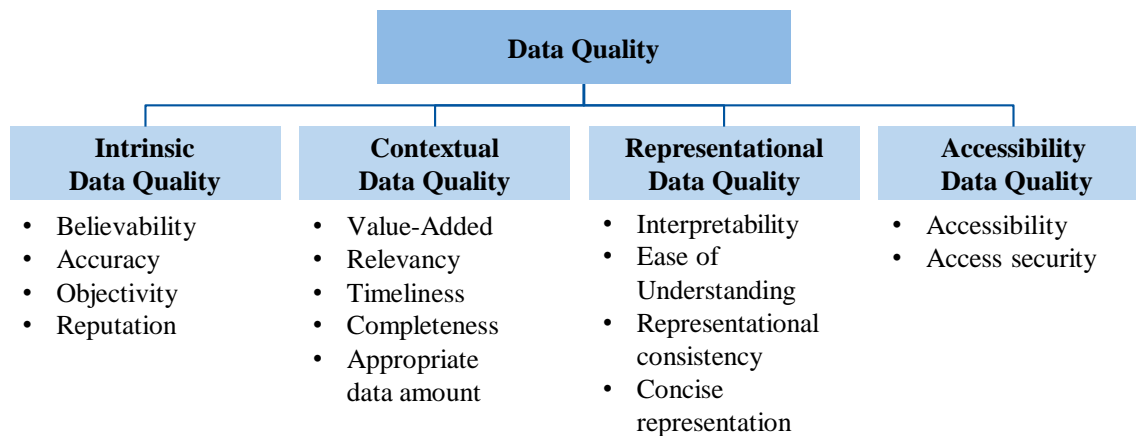 Data Quality
Intrinsic
Data Quality
• Believability
• Accuracy
• Objectivity
• Reputation
Contextual
Data Quality
• Value-Added
• Relevancy
• Timeliness
• Completeness
• Appropriate
data amount
Representational
Data Quality
• Interpretability
• Ease of
Understanding
• Representational
consistency
• Concise
representation
Accessibility
Data Quality
• Accessibility
• Access security